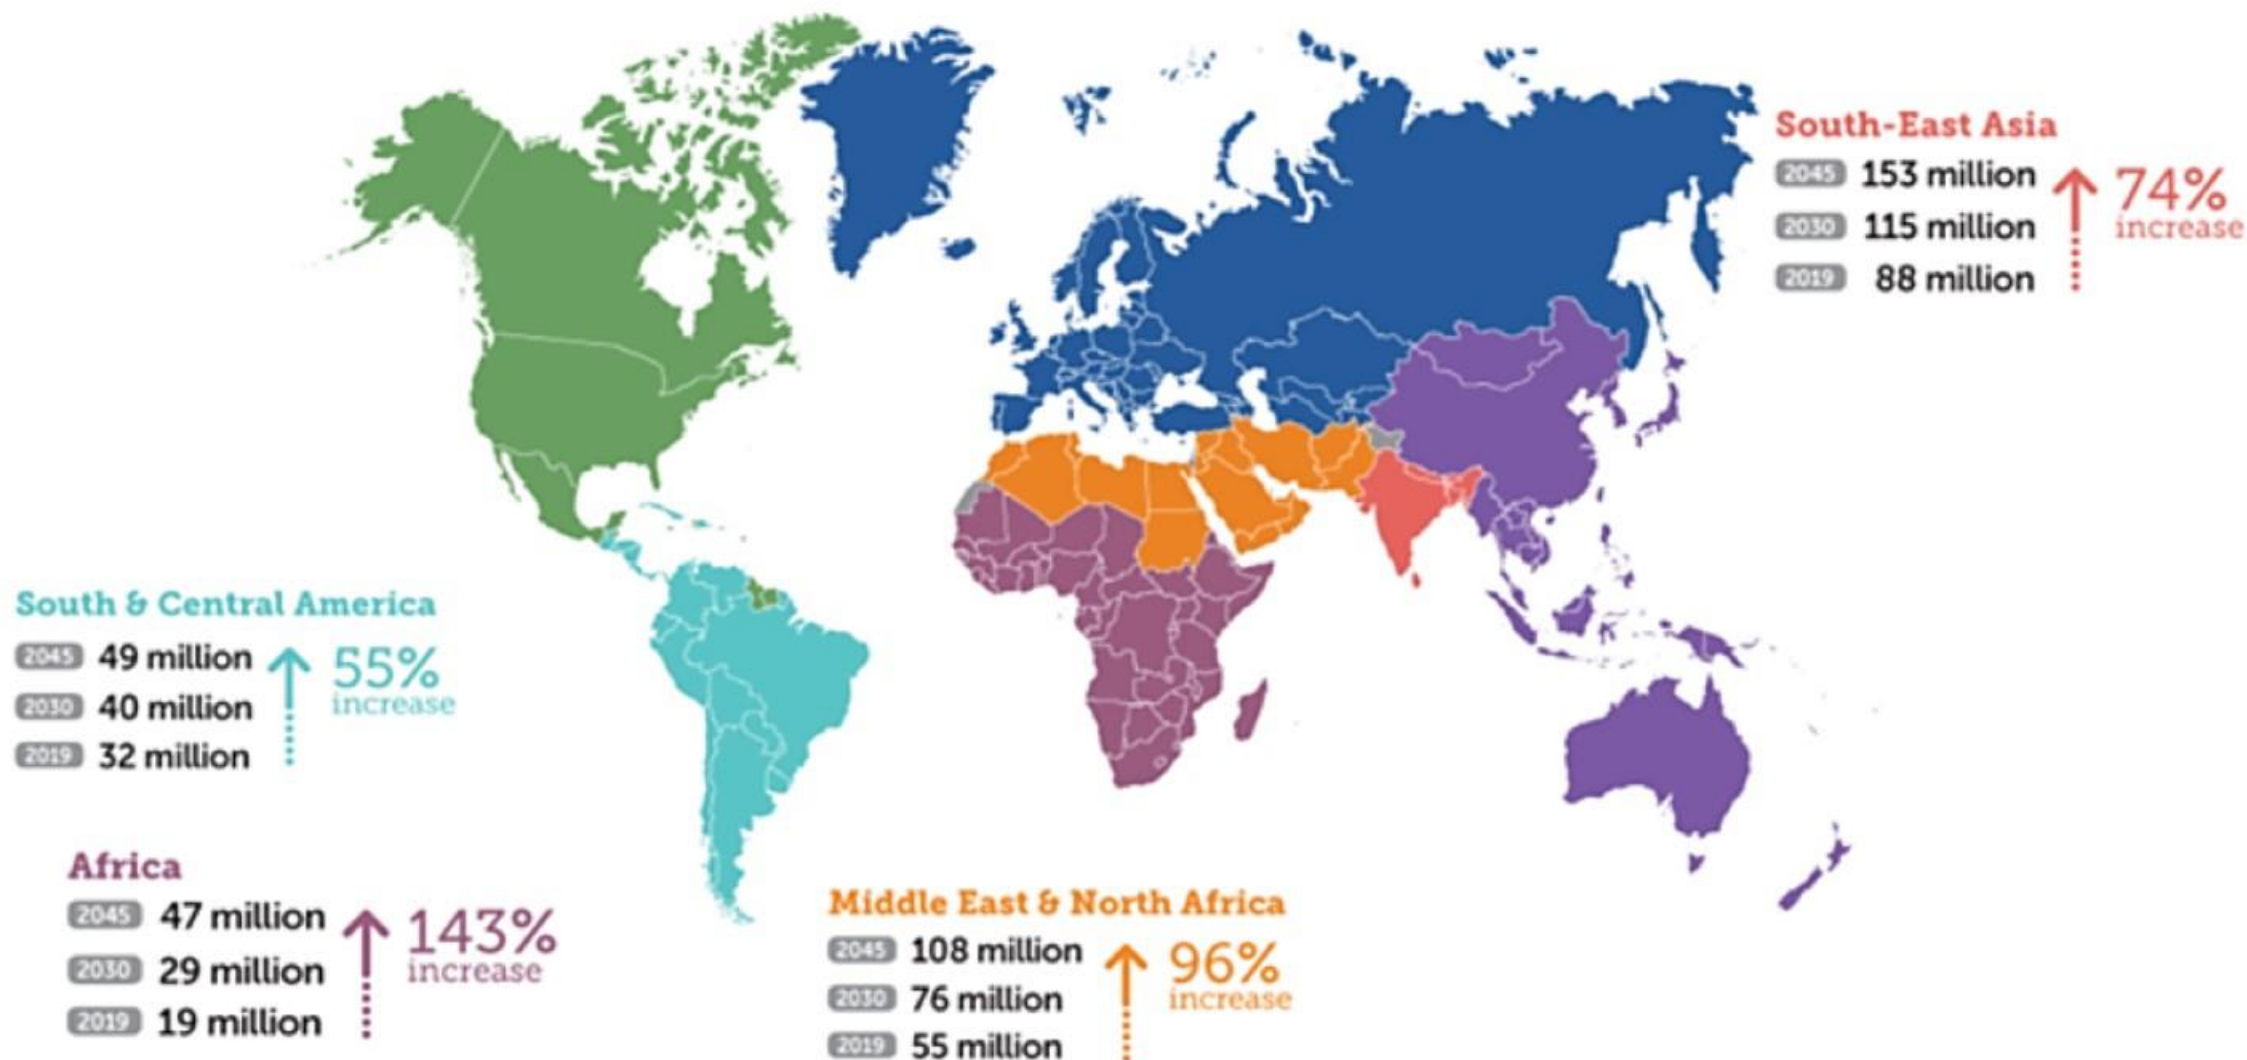 South-East Asia
2045 153 million
74%
increase
2030 115 million
2019 88 million
South & Central America
2045 49 million
55%
increase
2030 40 million
2019 32 million
Africa
2045 47 million
143%
increase
2030 29 million
2019 19 million
Middle East & North Africa
2045 108 million
96%
increase
2030 76 million
2019 55 million